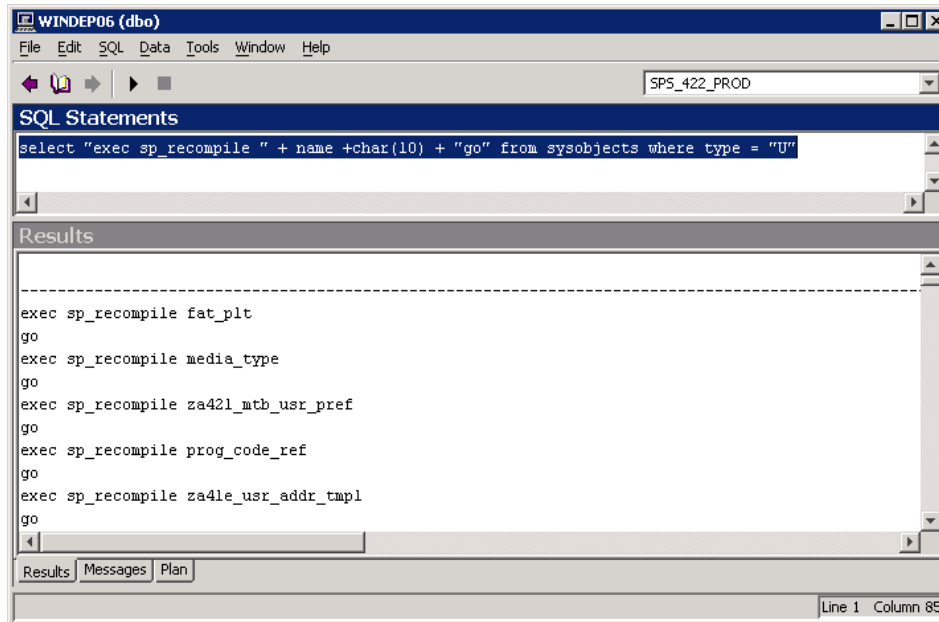 WINDEP06 (dbo)
File Edit SQL Data Tools Window Help
SPS_422_PROD
SQL Statements
select "exec sp_recompile " + name +char(10) + "go" from sysobjects where type = "U"
Results
--------------------------------------------------------------------------------
exec sp_recompile fat_plt
go
exec sp_recompile media_type
go
exec sp_recompile za42l_mtb_usr_pref
go
exec sp_recompile prog_code_ref
go
exec sp_recompile za4le_usr_addr_tmpl
go
Results Messages Plan
Line 1 Column 85